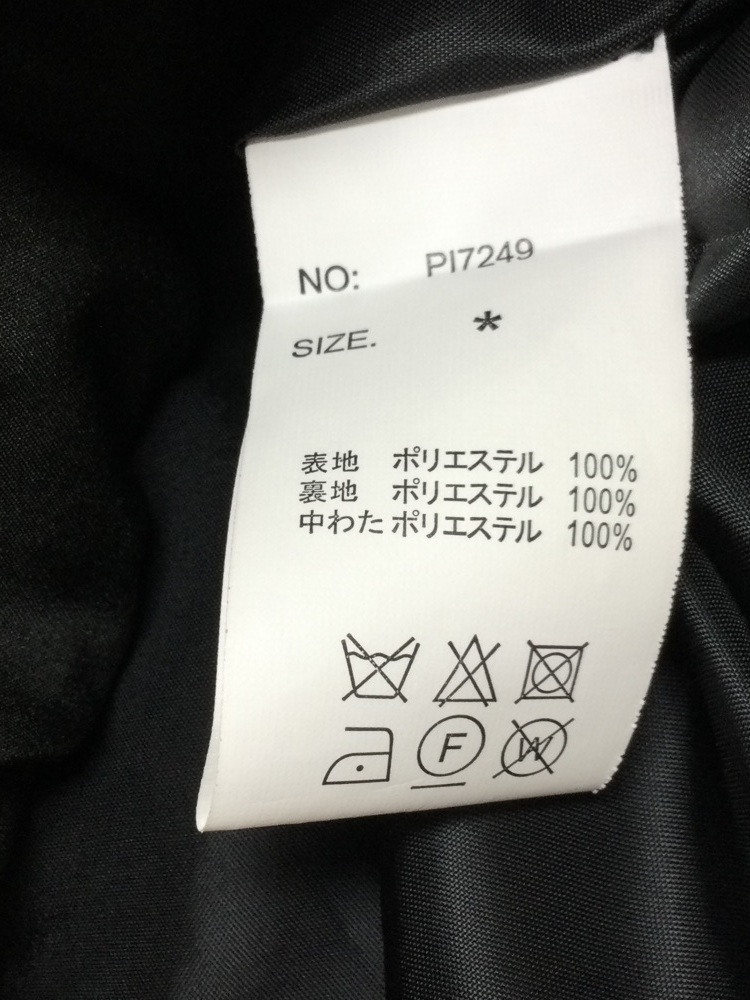 NO: PI7249
SIZE. *
表地 ポリエステル 100%
裏地 ポリエステル 100%
中わた ポリエステル 100%
F W